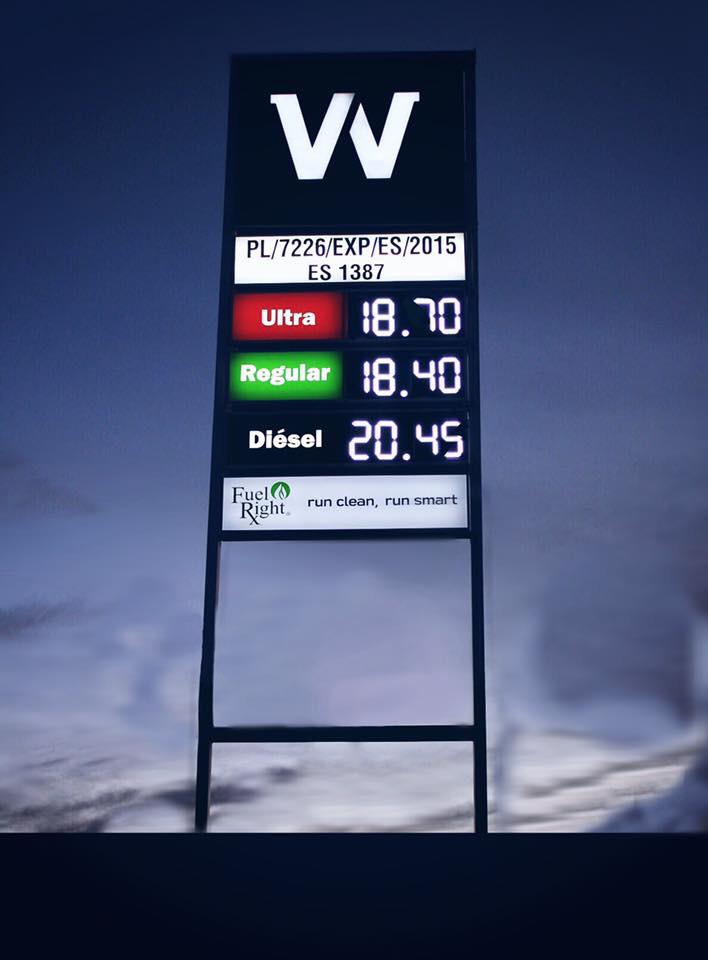 W
PL/7226/EXP/ES/2015
ES 1387
Ultra 18.70
Regular 18.40
Diésel 20.45
Fuel
Right
Rx
run clean, run smart